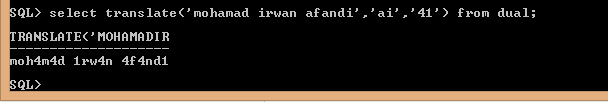 SQL> select translate('mohamad irwan afandi','ai','41') from dual;
TRANSLATE('MOHAMADIR
--------------------
moh4m4d 1rw4n 4f4nd1
SQL>